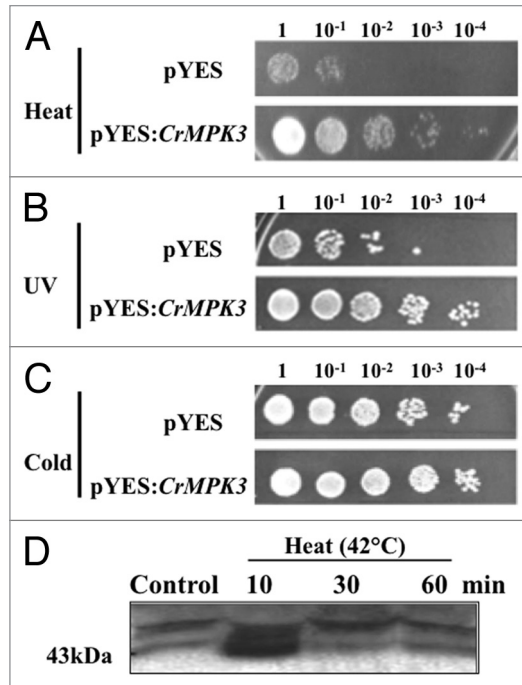 A
1 10⁻¹ 10⁻² 10⁻³ 10⁻⁴
pYES
Heat
pYES:CrMPK3
B
1 10⁻¹ 10⁻² 10⁻³ 10⁻⁴
pYES
UV
pYES:CrMPK3
C
1 10⁻¹ 10⁻² 10⁻³ 10⁻⁴
pYES
Cold
pYES:CrMPK3
D
Heat (42°C)
Control 10 30 60 min
43kDa